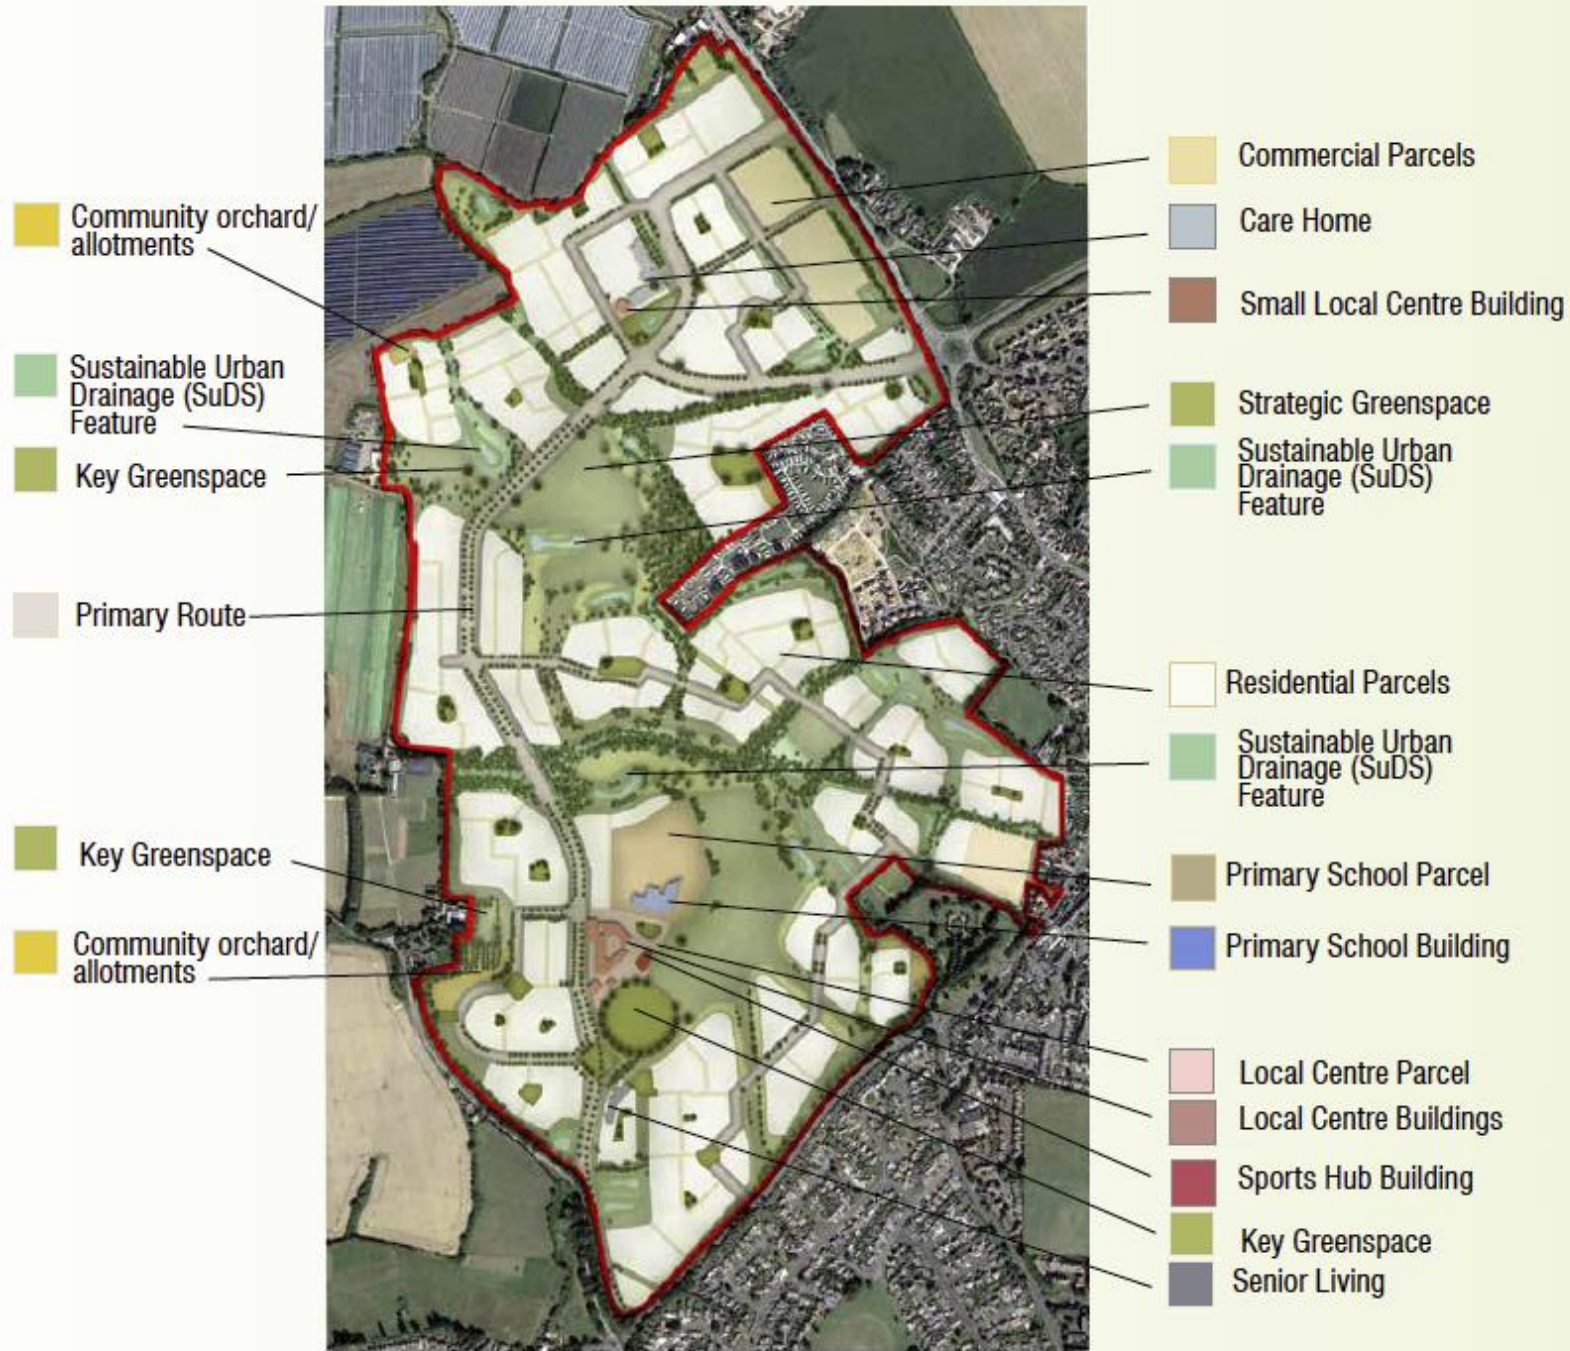 Community orchard/
allotments
Sustainable Urban
Drainage (SuDS)
Feature
Key Greenspace
Primary Route
Key Greenspace
Community orchard/
allotments
Commercial Parcels
Care Home
Small Local Centre Building
Strategic Greenspace
Sustainable Urban
Drainage (SuDS)
Feature
Residential Parcels
Sustainable Urban
Drainage (SuDS)
Feature
Primary School Parcel
Primary School Building
Local Centre Parcel
Local Centre Buildings
Sports Hub Building
Key Greenspace
Senior Living